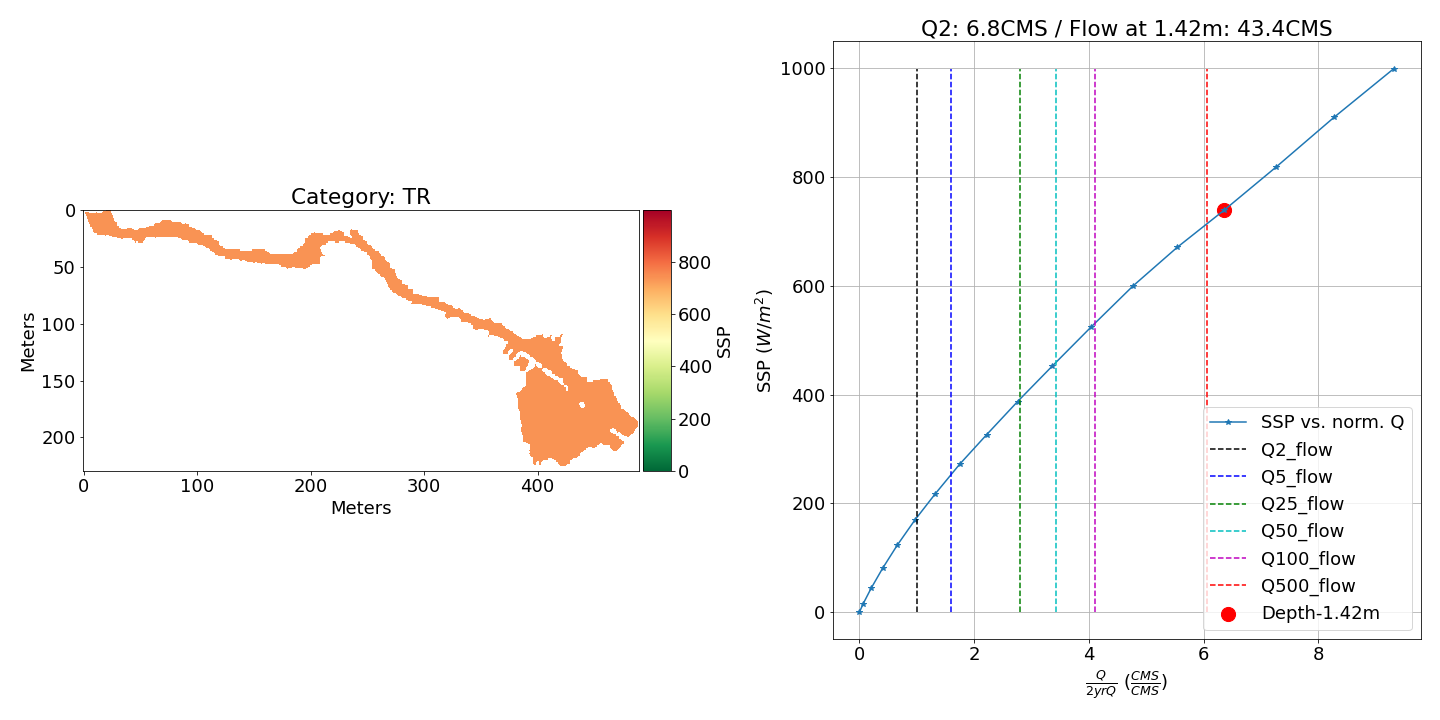 Category: TR
0
50
100
150
200
Meters
0
100
200
300
400
Meters
800
600
400
200
0
SSP
Q2: 6.8CMS / Flow at 1.42m: 43.4CMS
1000
800
600
400
200
0
SSP (W/m²)
0
2
4
6
8
Q/2yrQ (CMS/CMS)
SSP vs. norm. Q
Q2_flow
Q5_flow
Q25_flow
Q50_flow
Q100_flow
Q500_flow
Depth-1.42m